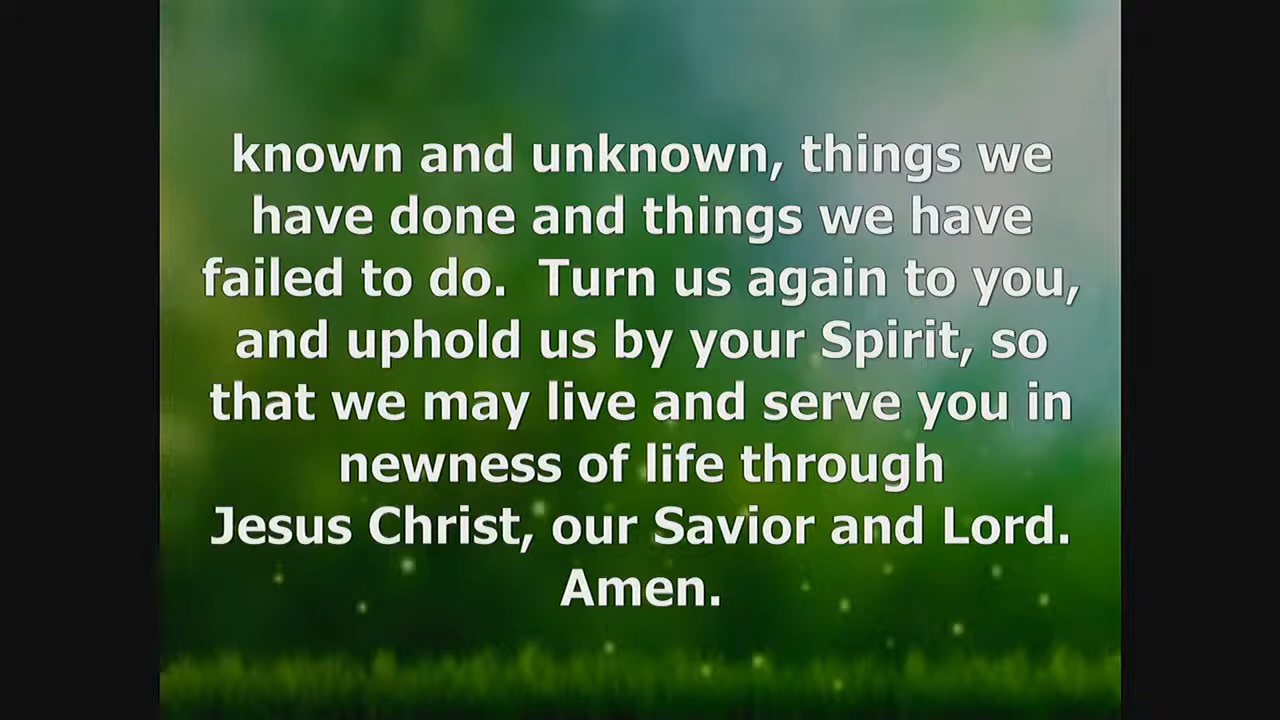 known and unknown, things we
have done and things we have
failed to do.  Turn us again to you,
and uphold us by your Spirit, so
that we may live and serve you in
newness of life through
Jesus Christ, our Savior and Lord.
Amen.